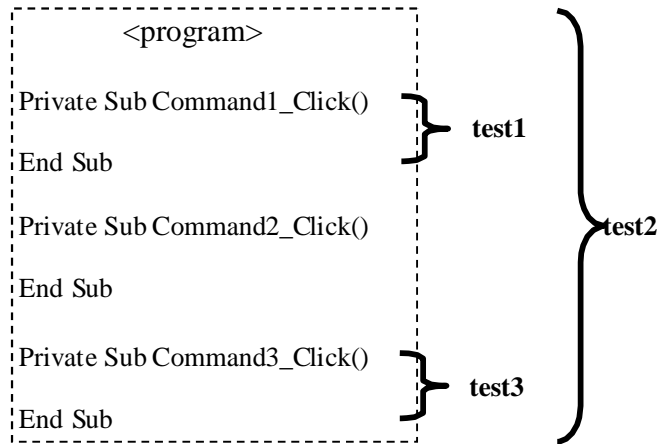 <program>
Private Sub Command1_Click()
test1
End Sub
Private Sub Command2_Click()
test2
End Sub
Private Sub Command3_Click()
test3
End Sub